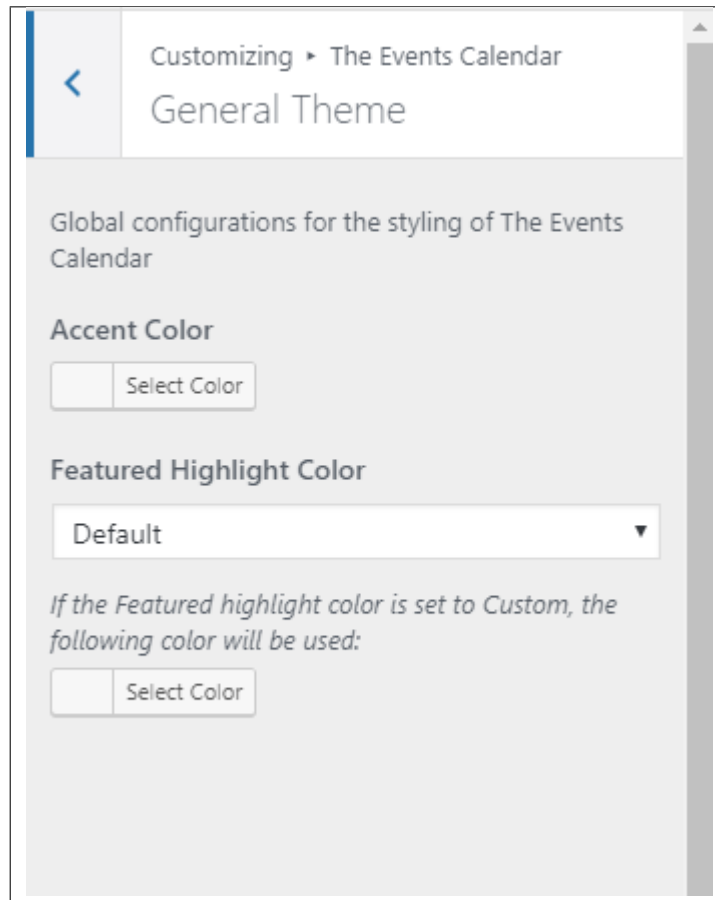 Customizing ▸ The Events Calendar
General Theme
Global configurations for the styling of The Events
Calendar
Accent Color
Select Color
Featured Highlight Color
Default
If the Featured highlight color is set to Custom, the
following color will be used:
Select Color